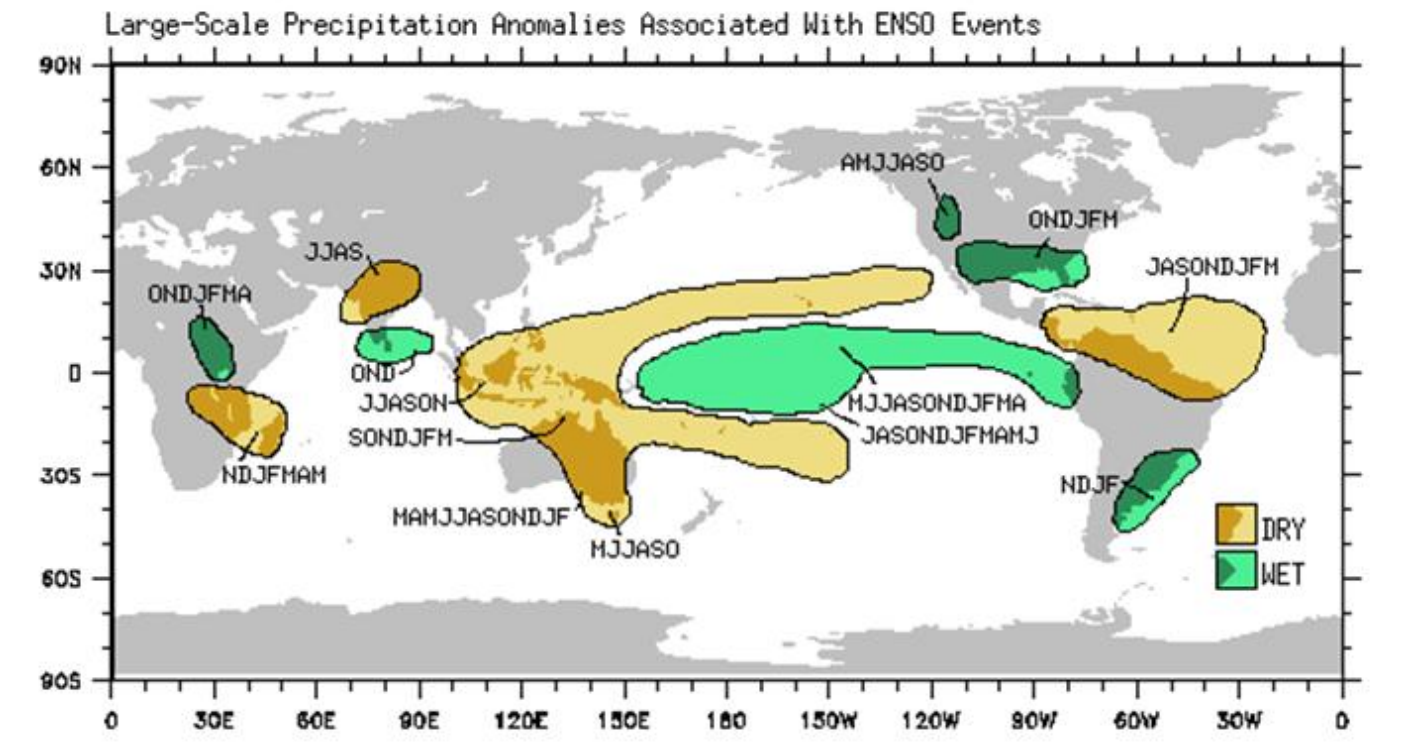 Large-Scale Precipitation Anomalies Associated With ENSO Events
90N
60N
30N
0
30S
60S
90S
AMJJASO
ONDJFM
JJAS
JASONDJFM
ONDJFMA
OND
JJASON
MJJASONDJFMA
SONDJFM
JASONDJFMAMJ
NDJFMAM
NDJF
MAMJJASONDJF
MJJASO
DRY
WET
0 30E 60E 90E 120E 150E 180 150W 120W 90W 60W 30W 0